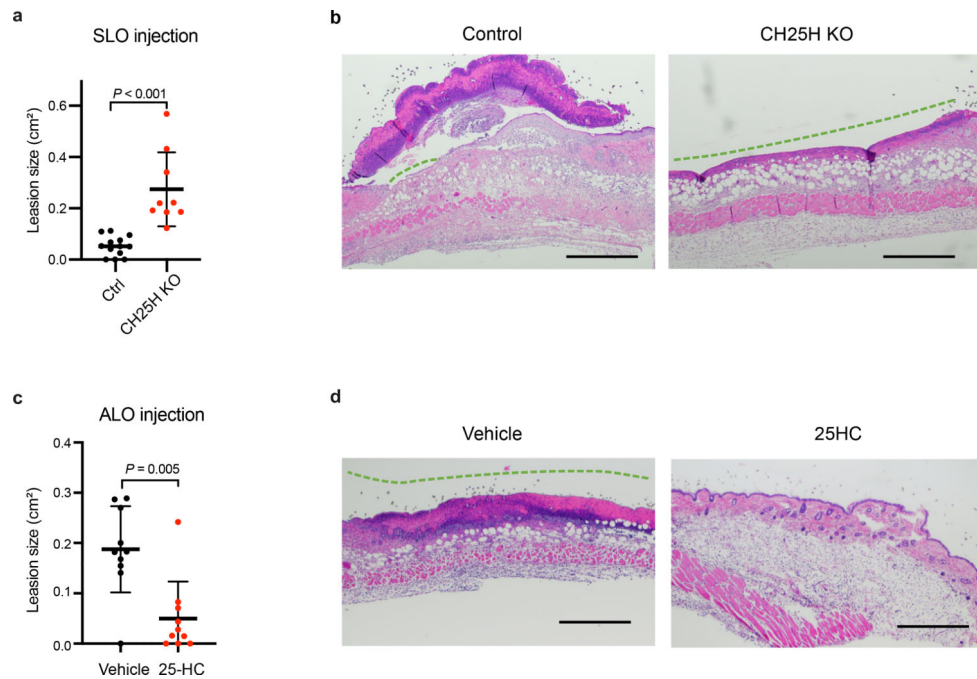 a
SLO injection
P < 0.001
Leasion size (cm²)
0.6
0.4
0.2
0.0
Ctrl
CH25H KO
b
Control
CH25H KO
c
ALO injection
P = 0.005
Leasion size (cm²)
0.4
0.3
0.2
0.1
0.0
Vehicle
25-HC
d
Vehicle
25HC